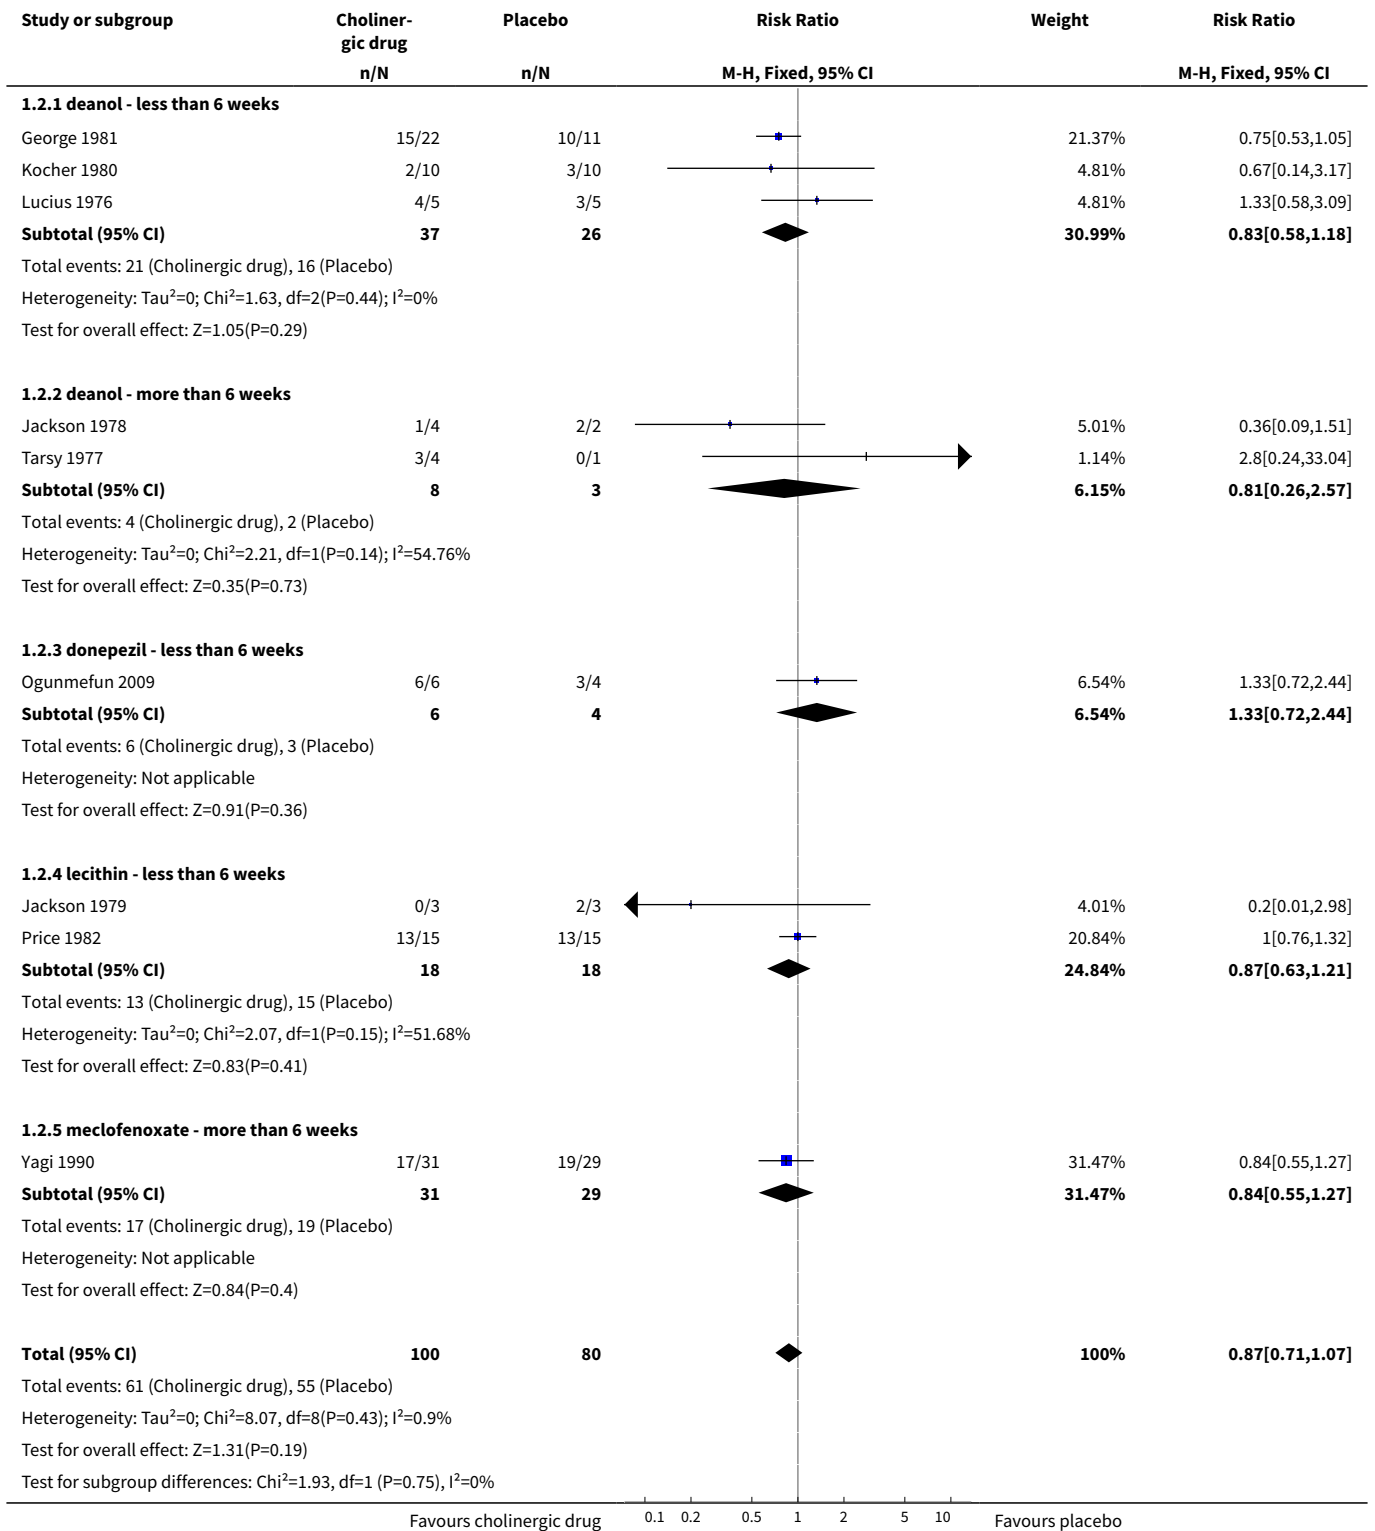 Study or subgroup Choliner- Placebo Risk Ratio Weight Risk Ratio
gic drug
n/N n/N M-H, Fixed, 95% CI M-H, Fixed, 95% CI
1.2.1 deanol - less than 6 weeks
George 1981 15/22 10/11 21.37% 0.75[0.53,1.05]
Kocher 1980 2/10 3/10 4.81% 0.67[0.14,3.17]
Lucius 1976 4/5 3/5 4.81% 1.33[0.58,3.09]
Subtotal (95% CI) 37 26 30.99% 0.83[0.58,1.18]
Total events: 21 (Cholinergic drug), 16 (Placebo)
Heterogeneity: Tau²=0; Chi²=1.63, df=2(P=0.44); I²=0%
Test for overall effect: Z=1.05(P=0.29)
1.2.2 deanol - more than 6 weeks
Jackson 1978 1/4 2/2 5.01% 0.36[0.09,1.51]
Tarsy 1977 3/4 0/1 1.14% 2.8[0.24,33.04]
Subtotal (95% CI) 8 3 6.15% 0.81[0.26,2.57]
Total events: 4 (Cholinergic drug), 2 (Placebo)
Heterogeneity: Tau²=0; Chi²=2.21, df=1(P=0.14); I²=54.76%
Test for overall effect: Z=0.35(P=0.73)
1.2.3 donepezil - less than 6 weeks
Ogunmefun 2009 6/6 3/4 6.54% 1.33[0.72,2.44]
Subtotal (95% CI) 6 4 6.54% 1.33[0.72,2.44]
Total events: 6 (Cholinergic drug), 3 (Placebo)
Heterogeneity: Not applicable
Test for overall effect: Z=0.91(P=0.36)
1.2.4 lecithin - less than 6 weeks
Jackson 1979 0/3 2/3 4.01% 0.2[0.01,2.98]
Price 1982 13/15 13/15 20.84% 1[0.76,1.32]
Subtotal (95% CI) 18 18 24.84% 0.87[0.63,1.21]
Total events: 13 (Cholinergic drug), 15 (Placebo)
Heterogeneity: Tau²=0; Chi²=2.07, df=1(P=0.15); I²=51.68%
Test for overall effect: Z=0.83(P=0.41)
1.2.5 meclofenoxate - more than 6 weeks
Yagi 1990 17/31 19/29 31.47% 0.84[0.55,1.27]
Subtotal (95% CI) 31 29 31.47% 0.84[0.55,1.27]
Total events: 17 (Cholinergic drug), 19 (Placebo)
Heterogeneity: Not applicable
Test for overall effect: Z=0.84(P=0.4)
Total (95% CI) 100 80 100% 0.87[0.71,1.07]
Total events: 61 (Cholinergic drug), 55 (Placebo)
Heterogeneity: Tau²=0; Chi²=8.07, df=8(P=0.43); I²=0.9%
Test for overall effect: Z=1.31(P=0.19)
Test for subgroup differences: Chi²=1.93, df=1 (P=0.75), I²=0%
Favours cholinergic drug 0.1 0.2 0.5 1 2 5 10 Favours placebo